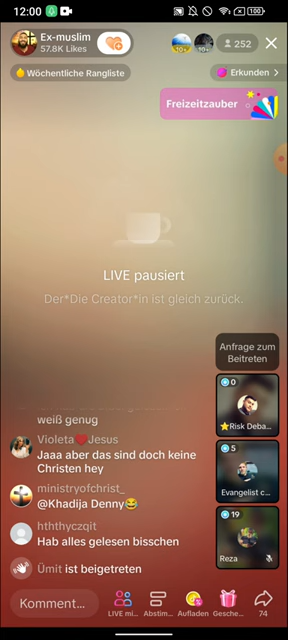 12:00
100
Ex-muslim
57.8K Likes
10+
10+
252
Wöchentliche Rangliste
Erkunden
Freizeitzauber
LIVE pausiert
Der*Die Creator*in ist gleich zurück.
Anfrage zum
Beitreten
0
⭐Risk Deba...
5
Evangelist c...
19
Reza
weiß genug
Violeta❤️Jesus
Jaaa aber das sind doch keine
Christen hey
ministryofchrist_
@Khadija Denny😂
hththyczqit
Hab alles gelesen bisschen
Ümit ist beigetreten
Komment...
LIVE mi...
Abstim...
Aufladen
Gesche...
74